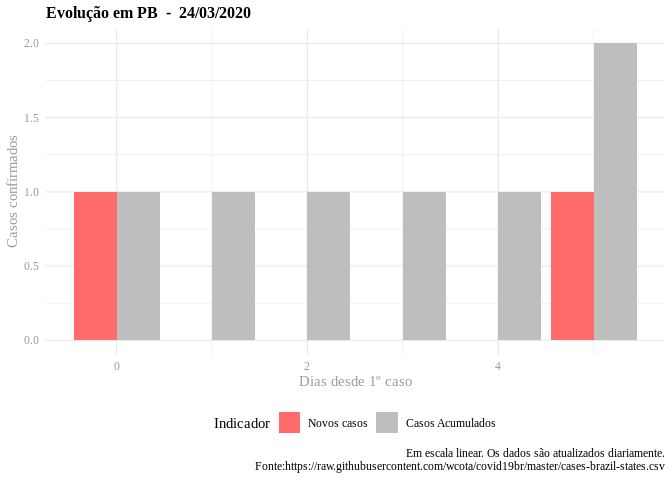 Evolução em PB  -  24/03/2020
Casos confirmados
2.0
1.5
1.0
0.5
0.0
0 2 4
Dias desde 1º caso
Indicador Novos casos Casos Acumulados
Em escala linear. Os dados são atualizados diariamente.
Fonte:https://raw.githubusercontent.com/wcota/covid19br/master/cases-brazil-states.csv